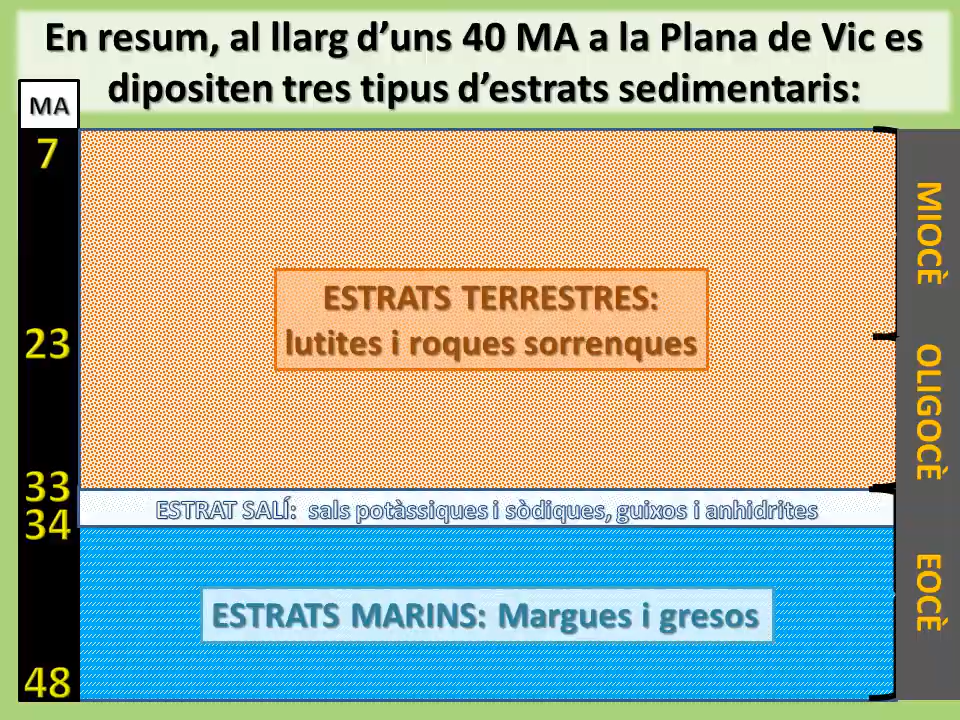 En resum, al llarg d’uns 40 MA a la Plana de Vic es
dipositen tres tipus d’estrats sedimentaris:
MA
7
23
33
34
48
ESTRATS TERRESTRES:
lutites i roques sorrenques
ESTRAT SALÍ: sals potàssiques i sòdiques, guixos i anhidrites
ESTRATS MARINS: Margues i gresos
MIOCÈ
OLIGOCÈ
EOCÈ